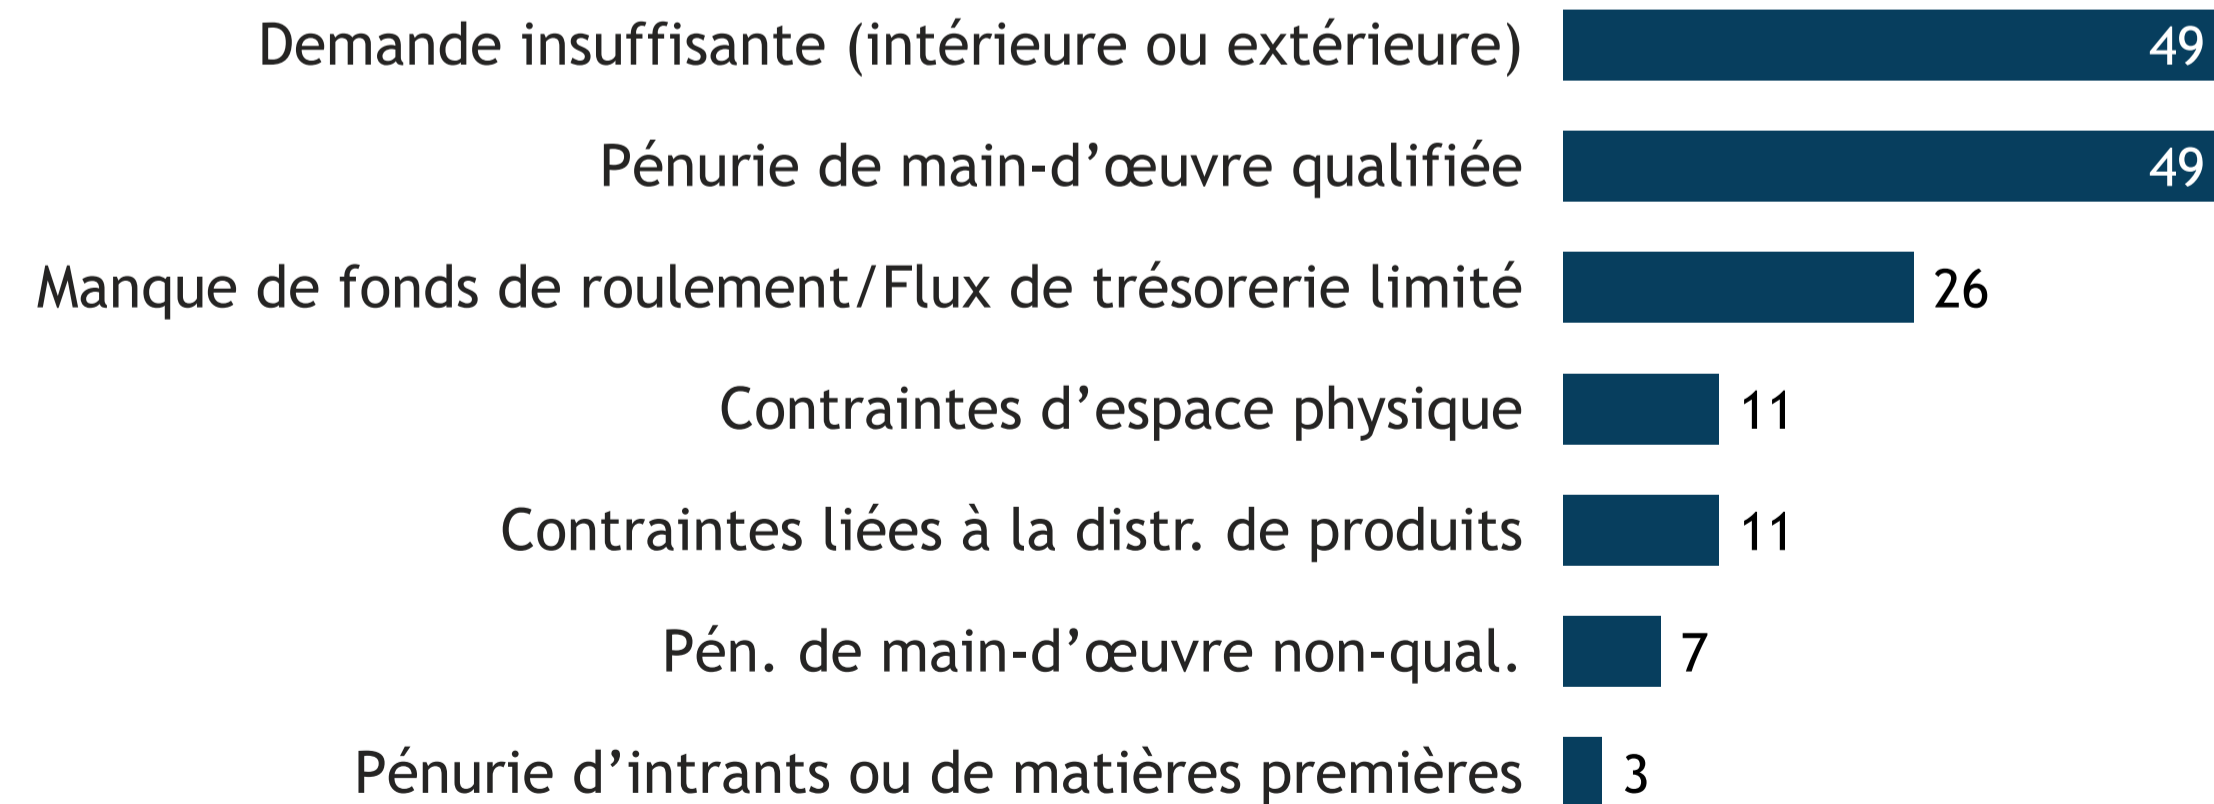 Demande insuffisante (intérieure ou extérieure) 49
Pénurie de main-d’œuvre qualifiée 49
Manque de fonds de roulement/Flux de trésorerie limité 26
Contraintes d’espace physique 11
Contraintes liées à la distr. de produits 11
Pén. de main-d’œuvre non-qual. 7
Pénurie d’intrants ou de matières premières 3